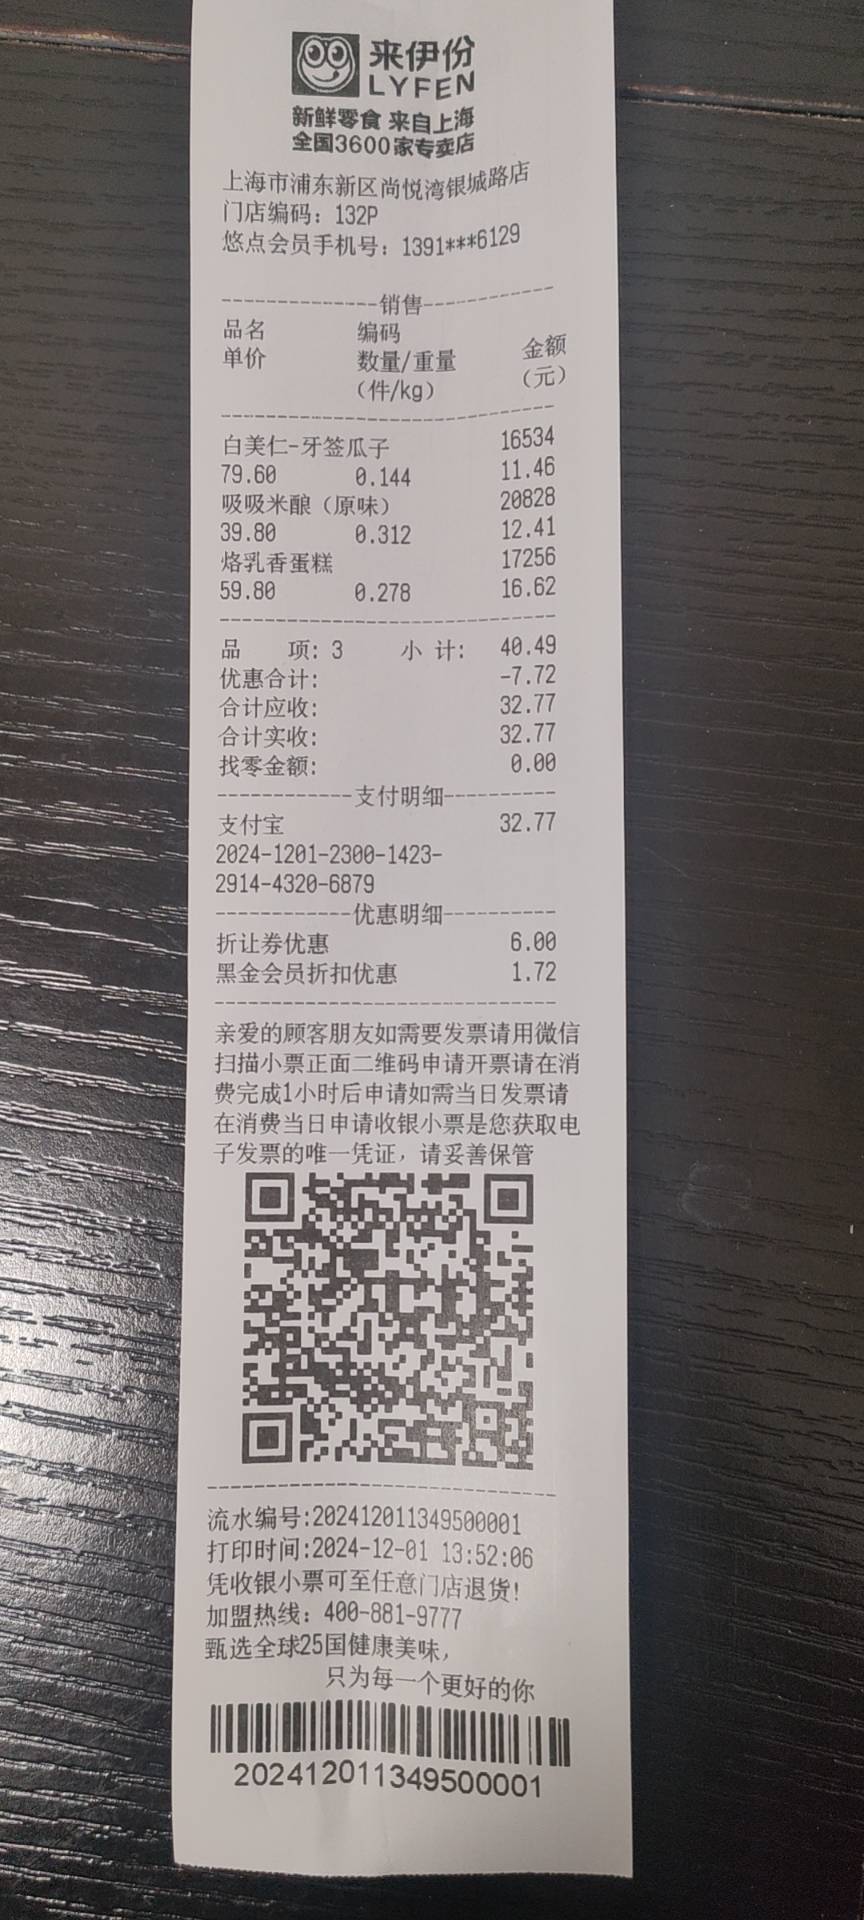 来伊份
LYFEN
新鲜零食 来自上海
全国3600家专卖店
上海市浦东新区尚悦湾银城路店
门店编码：132P
悠点会员手机号：1391***6129
--------------销售------------
品名 编码
单价 数量/重量 金额
（件/kg） （元）
------------------------------
白美仁-牙签瓜子 16534
79.60 0.144 11.46
吸吸米酿（原味） 20828
39.80 0.312 12.41
烙乳香蛋糕 17256
59.80 0.278 16.62
------------------------------
品 项: 3 小 计: 40.49
优惠合计: -7.72
合计应收: 32.77
合计实收: 32.77
找零金额: 0.00
------------支付明细----------
支付宝 32.77
2024-1201-2300-1423-
2914-4320-6879
------------优惠明细----------
折让券优惠 6.00
黑金会员折扣优惠 1.72
------------------------------
亲爱的顾客朋友如需要发票请用微信
扫描小票正面二维码申请开票请在消
费完成1小时后申请如需当日发票请
在消费当日申请收银小票是您获取电
子发票的唯一凭证，请妥善保管
------------------------------
流水编号:202412011349500001
打印时间:2024-12-01 13:52:06
凭收银小票可至任意门店退货!
加盟热线：400-881-9777
甄选全球25国健康美味,
只为每一个更好的你
202412011349500001